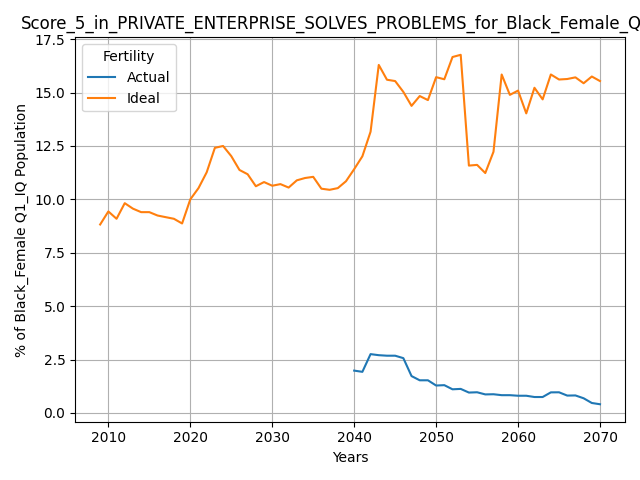 Score_5_in_PRIVATE_ENTERPRISE_SOLVES_PROBLEMS_for_Black_Female_Q
17.5
15.0
12.5
10.0
7.5
5.0
2.5
0.0
% of Black_Female Q1_IQ Population
Fertility
Actual
Ideal
2010 2020 2030 2040 2050 2060 2070
Years